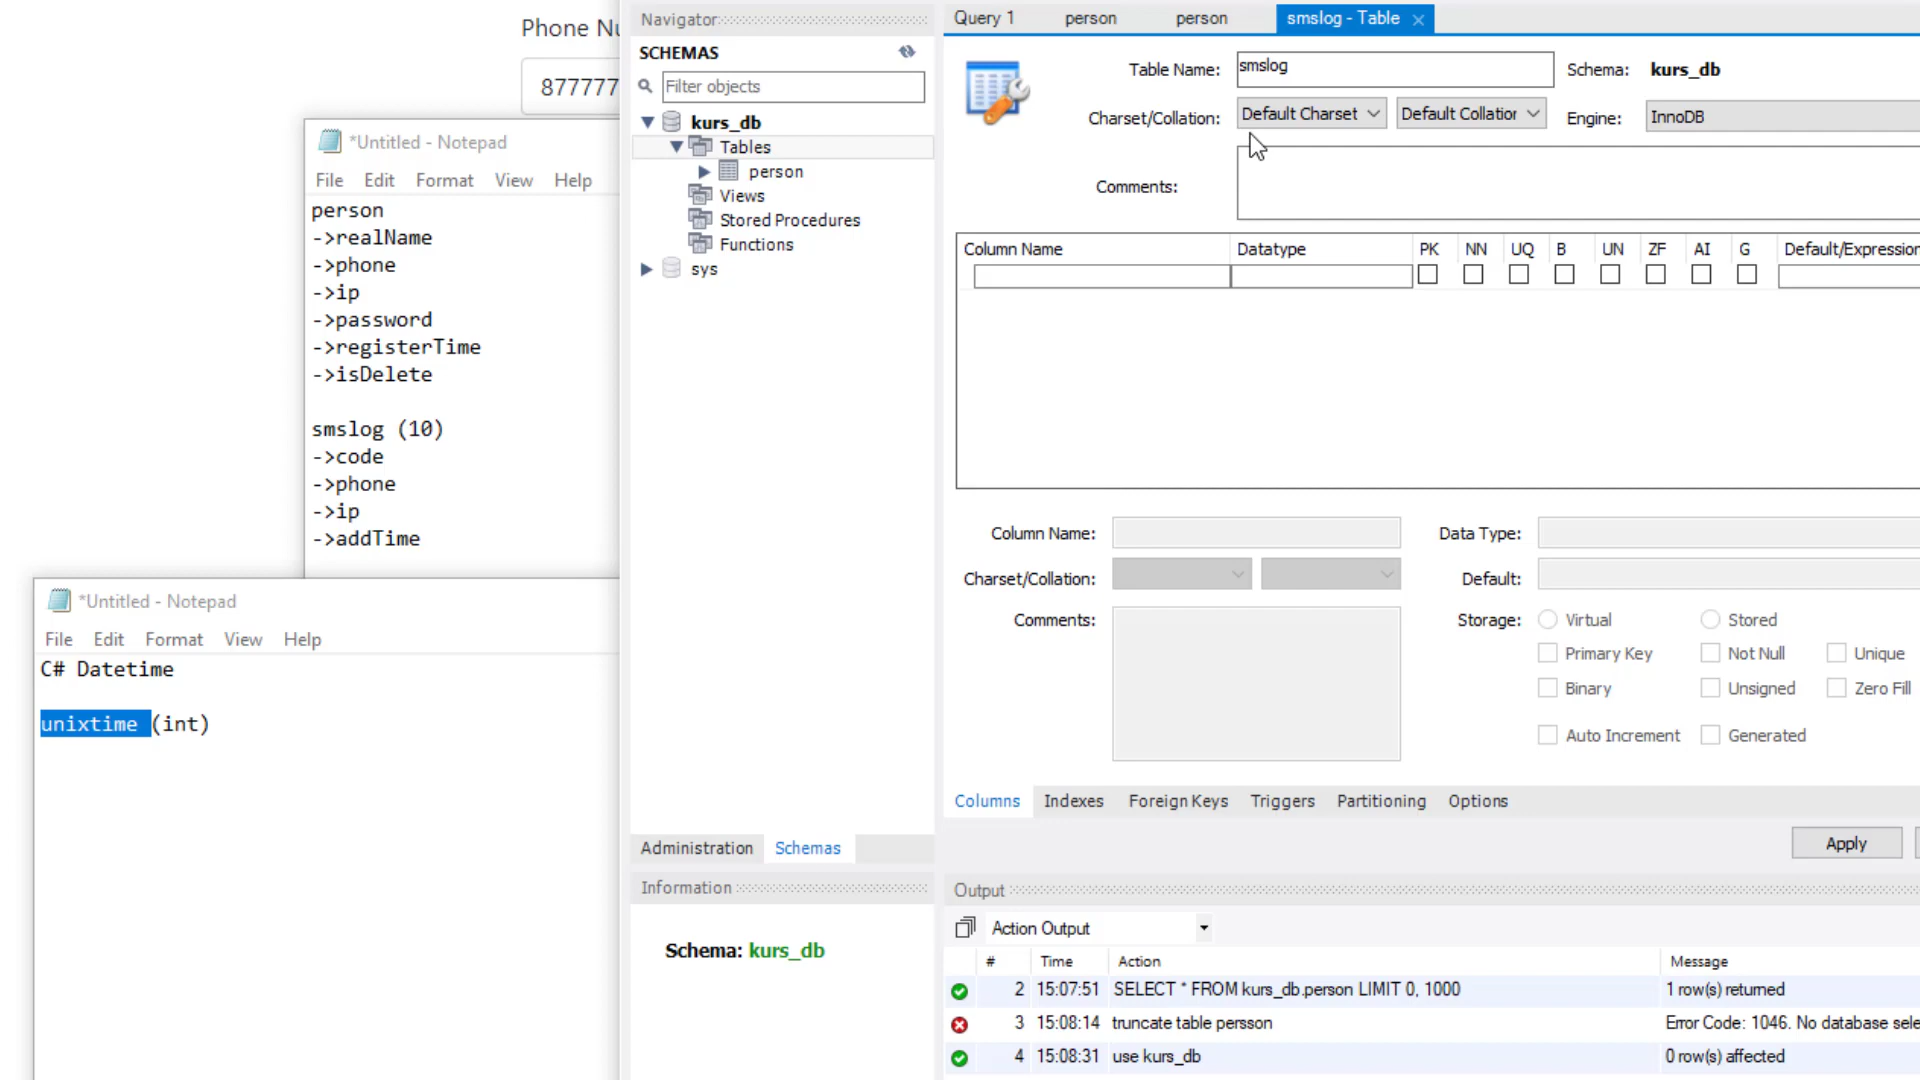 Phone Nu
877777
*Untitled - Notepad
File Edit Format View Help
person
->realName
->phone
->ip
->password
->registerTime
->isDelete
smslog (10)
->code
->phone
->ip
->addTime
*Untitled - Notepad
File Edit Format View Help
C# Datetime
unixtime (int)
Navigator
SCHEMAS
Filter objects
kurs_db
Tables
person
Views
Stored Procedures
Functions
sys
Administration Schemas
Information
Schema: kurs_db
Query 1 person person smslog - Table
Table Name: smslog Schema: kurs_db
Charset/Collation: Default Charset Default Collation Engine: InnoDB
Comments:
Column Name Datatype PK NN UQ B UN ZF AI G Default/Expression
Column Name: Data Type:
Charset/Collation: Default:
Comments: Storage: Virtual Stored
Primary Key Not Null Unique
Binary Unsigned Zero Fill
Auto Increment Generated
Columns Indexes Foreign Keys Triggers Partitioning Options
Apply
Output
Action Output
# Time Action Message
2 15:07:51 SELECT * FROM kurs_db.person LIMIT 0, 1000 1 row(s) returned
3 15:08:14 truncate table persson Error Code: 1046. No database sele
4 15:08:31 use kurs_db 0 row(s) affected